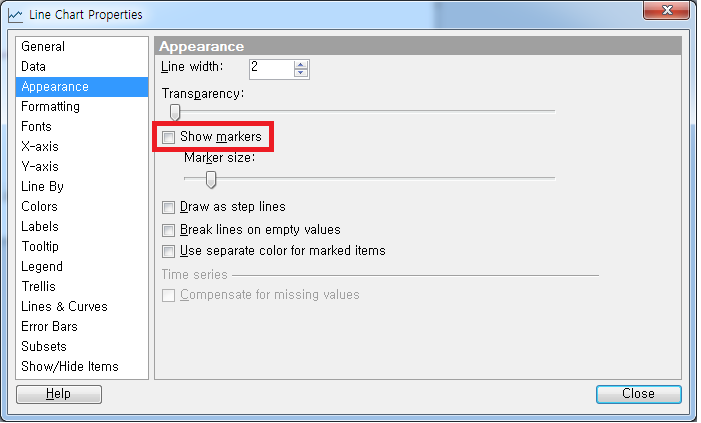 Line Chart Properties
x
General
Data
Appearance
Formatting
Fonts
X-axis
Y-axis
Line By
Colors
Labels
Tooltip
Legend
Trellis
Lines & Curves
Error Bars
Subsets
Show/Hide Items
Appearance
Line width: 2
Transparency:
Show markers
Marker size:
Draw as step lines
Break lines on empty values
Use separate color for marked items
Time series
Compensate for missing values
Help
Close